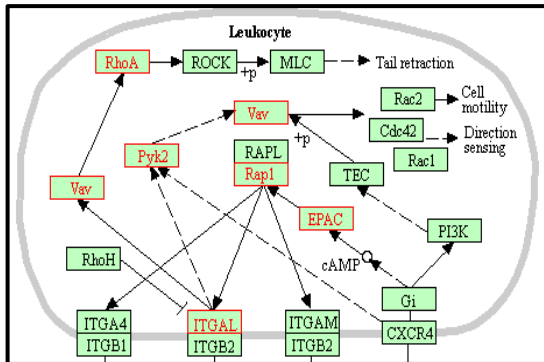 Leukocyte
RhoA
ROCK
+p
MLC
Tail retraction
Rac2
Cell
motility
Vav
+p
Cdc42
Direction
sensing
Rac1
Pyk2
RAPL
Rap1
TEC
Vav
EPAC
PI3K
RhoH
cAMP
Gi
ITGA4
ITGB1
ITGAL
ITGB2
ITGAM
ITGB2
CXCR4